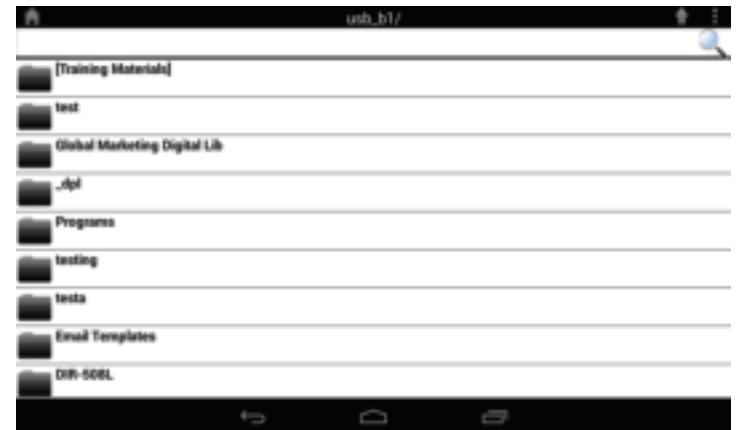 usb_b1/
[Training Materials]
test
Global Marketing Digital Lib
_dpl
Programs
testing
testa
Email Templates
DIR-508L